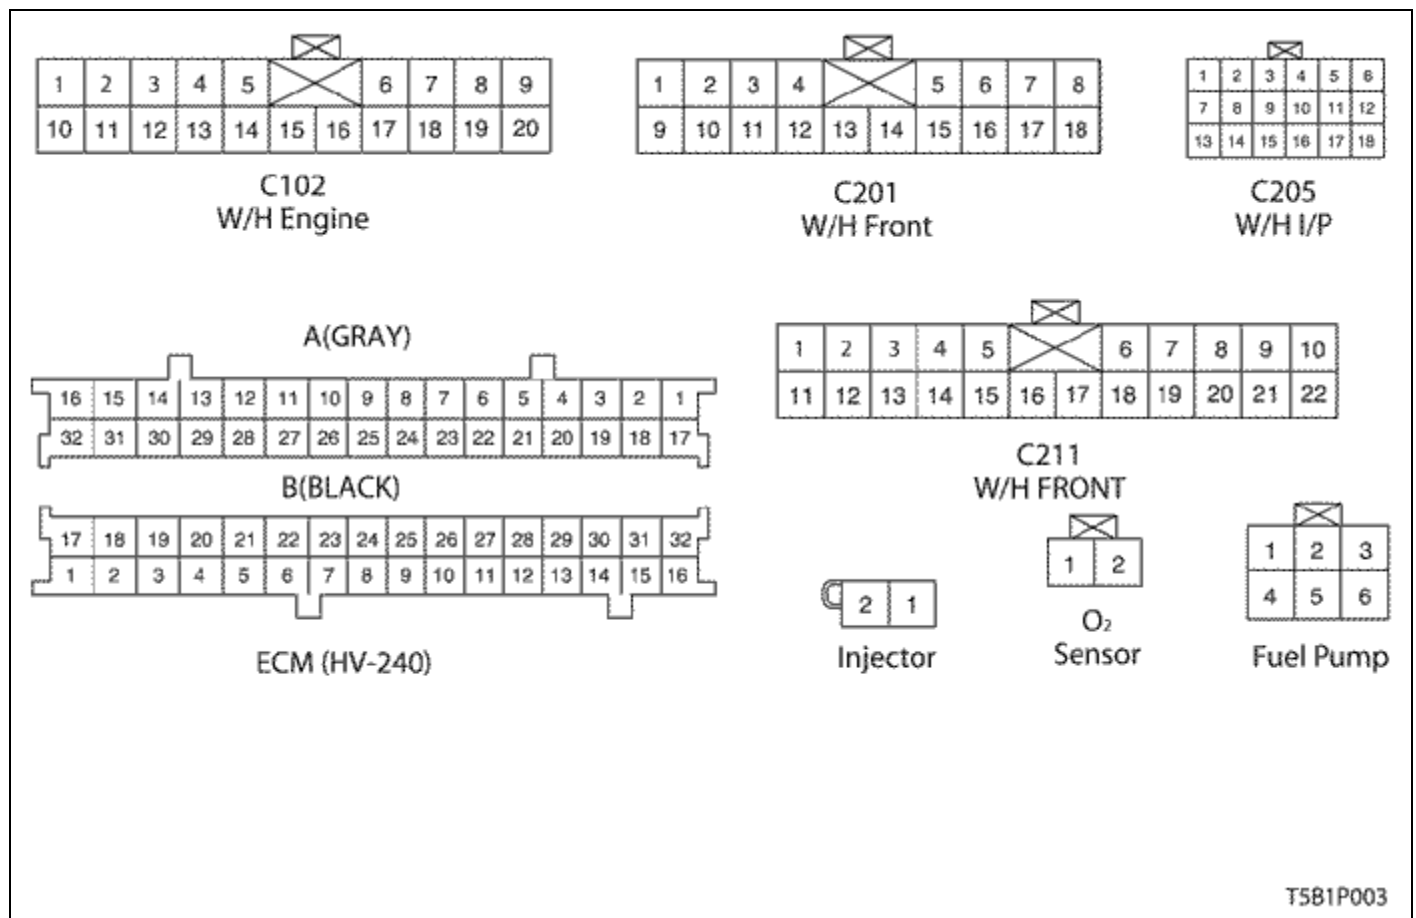 1 2 3 4 5 6 7 8 9
10 11 12 13 14 15 16 17 18 19 20
C102
W/H Engine
1 2 3 4 5 6 7 8
9 10 11 12 13 14 15 16 17 18
C201
W/H Front
1 2 3 4 5 6
7 8 9 10 11 12
13 14 15 16 17 18
C205
W/H I/P
A(GRAY)
16 15 14 13 12 11 10 9 8 7 6 5 4 3 2 1
32 31 30 29 28 27 26 25 24 23 22 21 20 19 18 17
B(BLACK)
17 18 19 20 21 22 23 24 25 26 27 28 29 30 31 32
1 2 3 4 5 6 7 8 9 10 11 12 13 14 15 16
ECM (HV-240)
1 2 3 4 5 6 7 8 9 10
11 12 13 14 15 16 17 18 19 20 21 22
C211
W/H FRONT
2 1
Injector
1 2
O₂
Sensor
1 2 3
4 5 6
Fuel Pump
T5B1P003